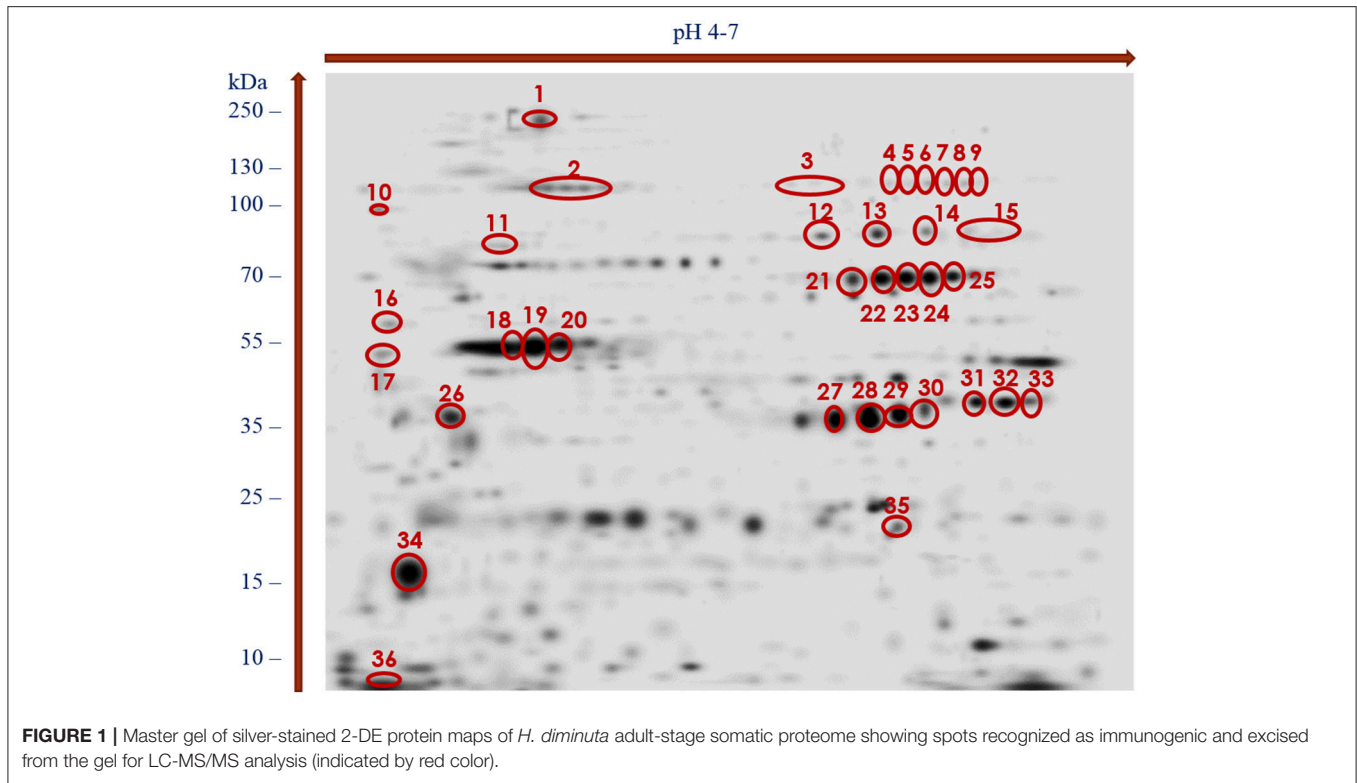 pH 4-7
kDa
250 –
130 –
100 –
70 –
55 –
35 –
25 –
15 –
10 –
1
2
3
4 5 6 7 8 9
10
11
12 13 14 15
16
17
18 19 20
21
22 23 24
25
26
27 28 29 30 31 32 33
34
35
36
FIGURE 1 | Master gel of silver-stained 2-DE protein maps of H. diminuta adult-stage somatic proteome showing spots recognized as immunogenic and excised
from the gel for LC-MS/MS analysis (indicated by red color).